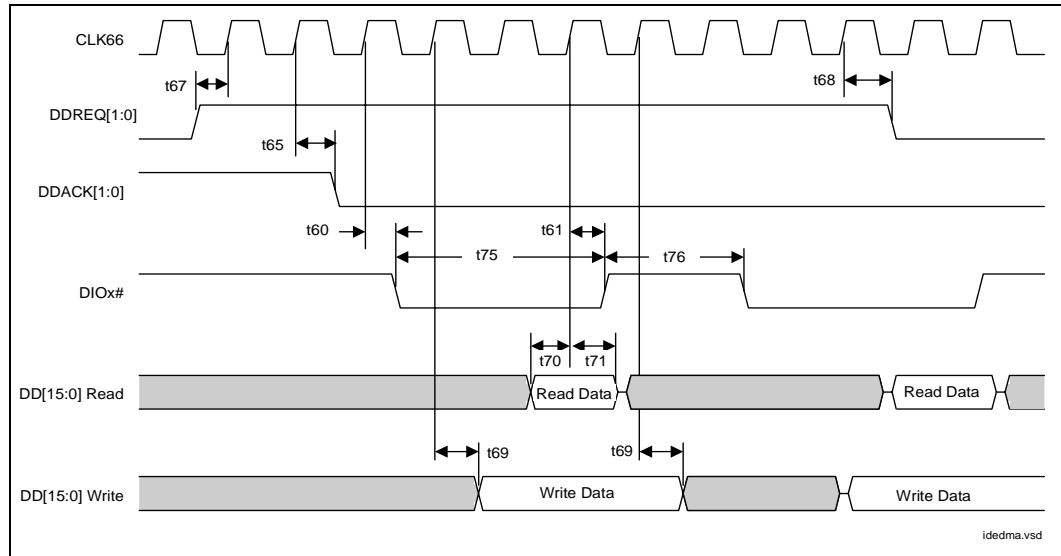 CLK66
t67
t68
DDREQ[1:0]
t65
DDACK[1:0]
t60
t61
t75
t76
DIOx#
t70
t71
DD[15:0] Read
Read Data
Read Data
t69
t69
DD[15:0] Write
Write Data
Write Data
idedma.vsd